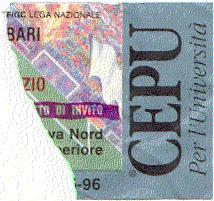 FIGC LEGA NAZIONALE
BARI
ZIO
TO DI INVITO
va Nord
eriore
-96
CEPU
Per l'Università